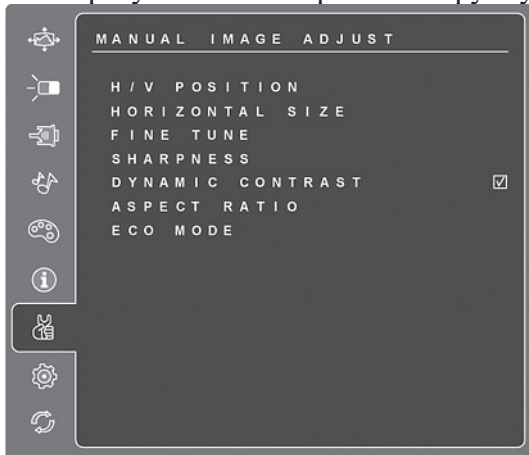 MANUAL IMAGE ADJUST
H/V POSITION
HORIZONTAL SIZE
FINE TUNE
SHARPNESS
DYNAMIC CONTRAST
ASPECT RATIO
ECO MODE